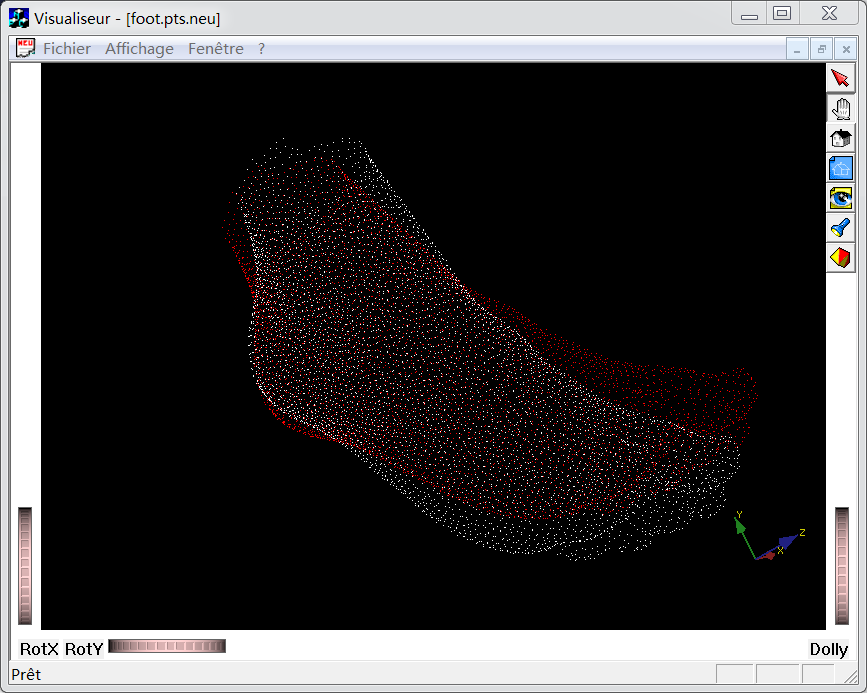 Visualiseur - [foot.pts.neu]
NEU Fichier Affichage Fenêtre ?
Y
Z
X
RotX RotY Dolly
Prêt